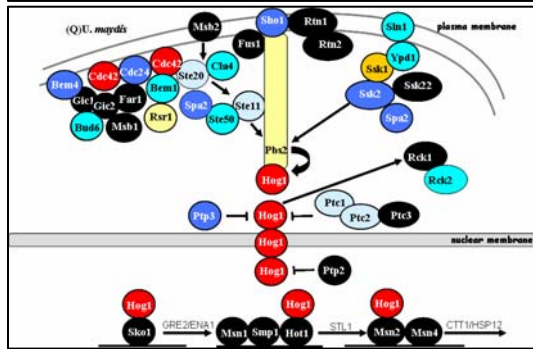 (Q)U. maydis
Msb2
Sho1
Rtn1
Sln1
plasma membrane
Fus1
Rtn2
Cdc42
Cla4
Ypd1
Cdc24
Ste20
Ssk1
Cdc42
Bem4
Bem1
Ssk22
Gic1
Gic2
Far1
Ste11
Ssk2
Spa2
Rsr1
Bud6
Msb1
Ste50
Spa2
Pbs2
Rck1
Hog1
Rck2
Ptc1
Ptp3
Hog1
Ptc2
Ptc3
Hog1
nuclear membrane
Hog1
Ptp2
Hog1
Hog1
Hog1
GRE2/ENA1
STL1
CTT1/HSP12
Sko1
Msn1
Smp1
Hot1
Msn2
Msn4